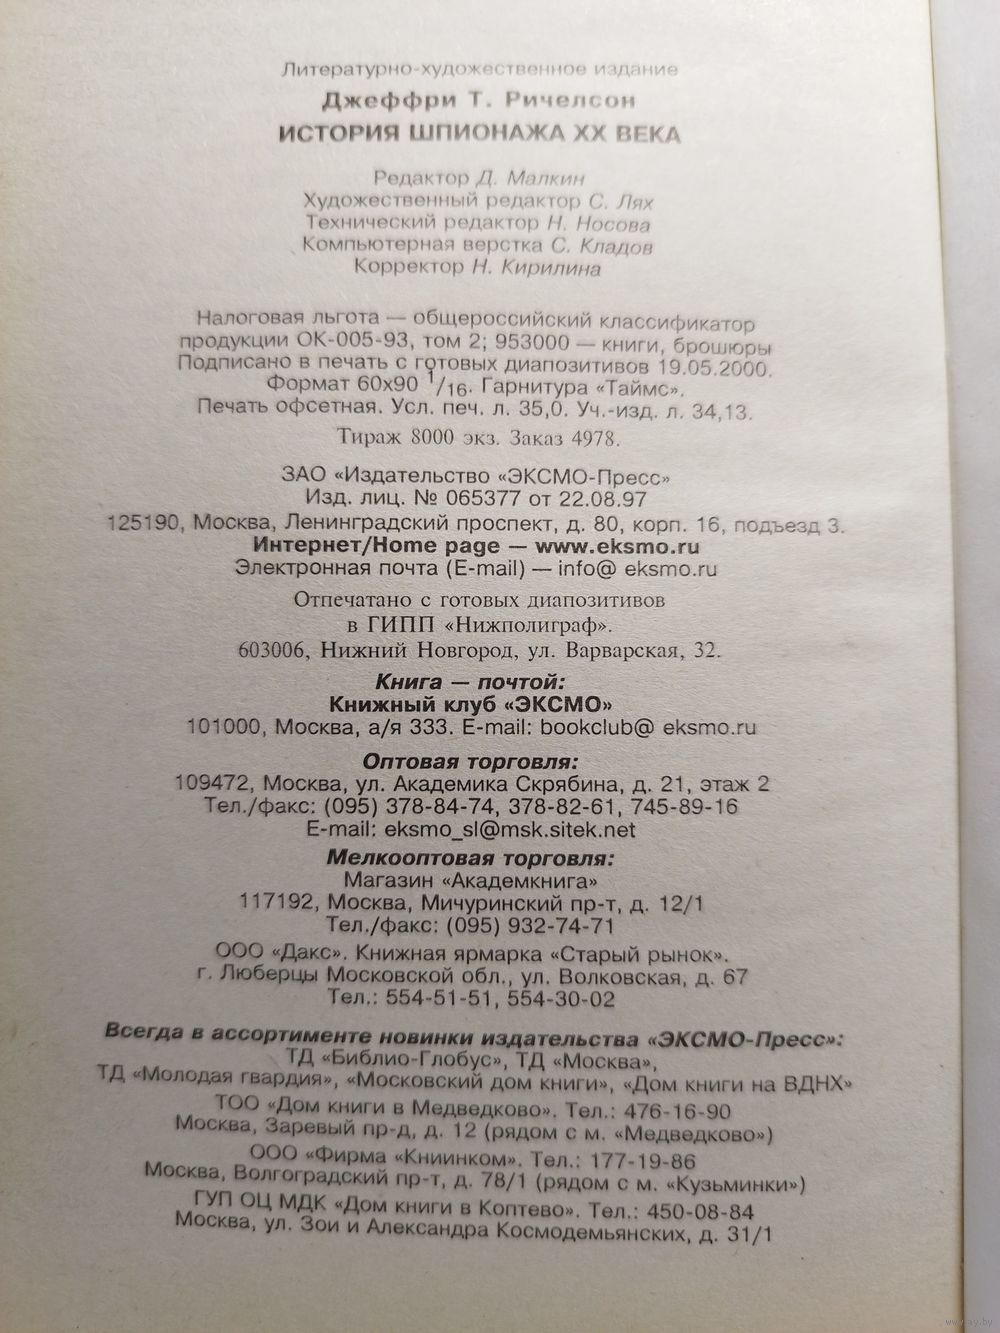 Литературно-художественное издание
Джеффри Т. Ричелсон
ИСТОРИЯ ШПИОНАЖА XX ВЕКА
Редактор Д. Малкин
Художественный редактор С. Лях
Технический редактор Н. Носова
Компьютерная верстка С. Кладов
Корректор Н. Кирилина
Налоговая льгота — общероссийский классификатор
продукции ОК-005-93, том 2; 953000 — книги, брошюры
Подписано в печать с готовых диапозитивов 19.05.2000.
Формат 60х90 1/16. Гарнитура «Таймс».
Печать офсетная. Усл. печ. л. 35,0. Уч.-изд. л. 34,13.
Тираж 8000 экз. Заказ 4978.
ЗАО «Издательство «ЭКСМО-Пресс»
Изд. лиц. № 065377 от 22.08.97
125190, Москва, Ленинградский проспект, д. 80, корп. 16, подъезд 3.
Интернет/Home page — www.eksmo.ru
Электронная почта (E-mail) — info@ eksmo.ru
Отпечатано с готовых диапозитивов
в ГИПП «Нижполиграф».
603006, Нижний Новгород, ул. Варварская, 32.
Книга — почтой:
Книжный клуб «ЭКСМО»
101000, Москва, а/я 333. E-mail: bookclub@ eksmo.ru
Оптовая торговля:
109472, Москва, ул. Академика Скрябина, д. 21, этаж 2
Тел./факс: (095) 378-84-74, 378-82-61, 745-89-16
E-mail: eksmo_sl@msk.sitek.net
Мелкооптовая торговля:
Магазин «Академкнига»
117192, Москва, Мичуринский пр-т, д. 12/1
Тел./факс: (095) 932-74-71
ООО «Дакс». Книжная ярмарка «Старый рынок».
г. Люберцы Московской обл., ул. Волковская, д. 67
Тел.: 554-51-51, 554-30-02
Всегда в ассортименте новинки издательства «ЭКСМО-Пресс»:
ТД «Библио-Глобус», ТД «Москва»,
ТД «Молодая гвардия», «Московский дом книги», «Дом книги на ВДНХ»
ТОО «Дом книги в Медведково». Тел.: 476-16-90
Москва, Заревый пр-д, д. 12 (рядом с м. «Медведково»)
ООО «Фирма «Книинком». Тел.: 177-19-86
Москва, Волгоградский пр-т, д. 78/1 (рядом с м. «Кузьминки»)
ГУП ОЦ МДК «Дом книги в Коптево». Тел.: 450-08-84
Москва, ул. Зои и Александра Космодемьянских, д. 31/1
www.ay.by